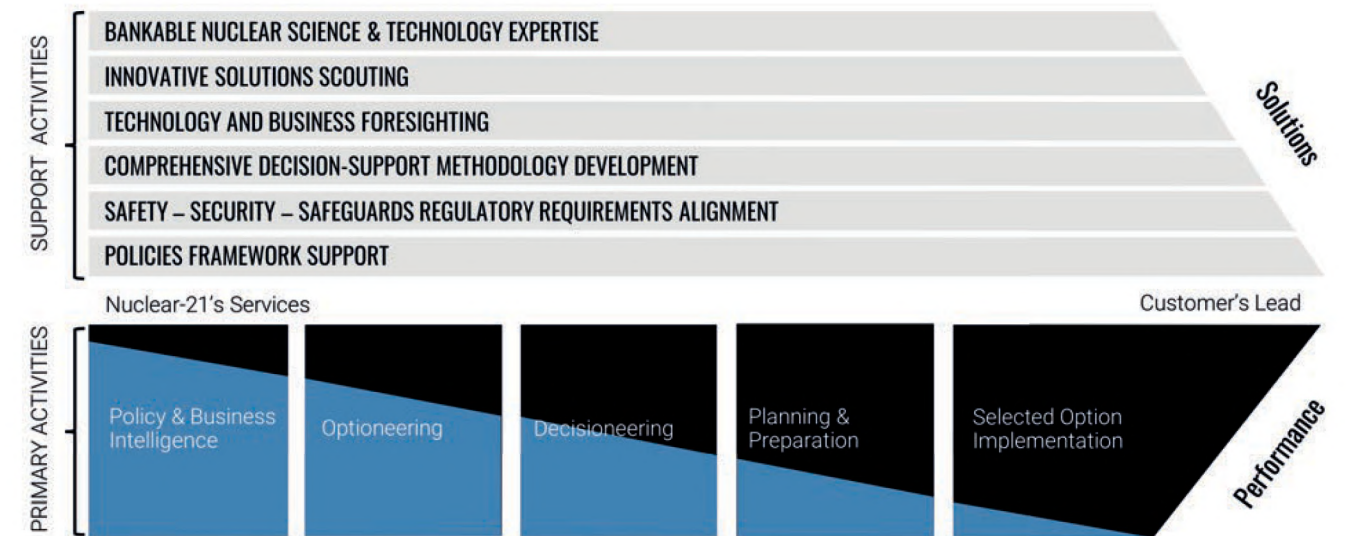 SUPPORT ACTIVITIES
BANKABLE NUCLEAR SCIENCE & TECHNOLOGY EXPERTISE
INNOVATIVE SOLUTIONS SCOUTING
TECHNOLOGY AND BUSINESS FORESIGHTING
COMPREHENSIVE DECISION-SUPPORT METHODOLOGY DEVELOPMENT
SAFETY – SECURITY – SAFEGUARDS REGULATORY REQUIREMENTS ALIGNMENT
POLICIES FRAMEWORK SUPPORT
Solutions
Nuclear-21's Services
Customer's Lead
PRIMARY ACTIVITIES
Policy & Business
Intelligence
Optioneering
Decisioneering
Planning &
Preparation
Selected Option
Implementation
Performance